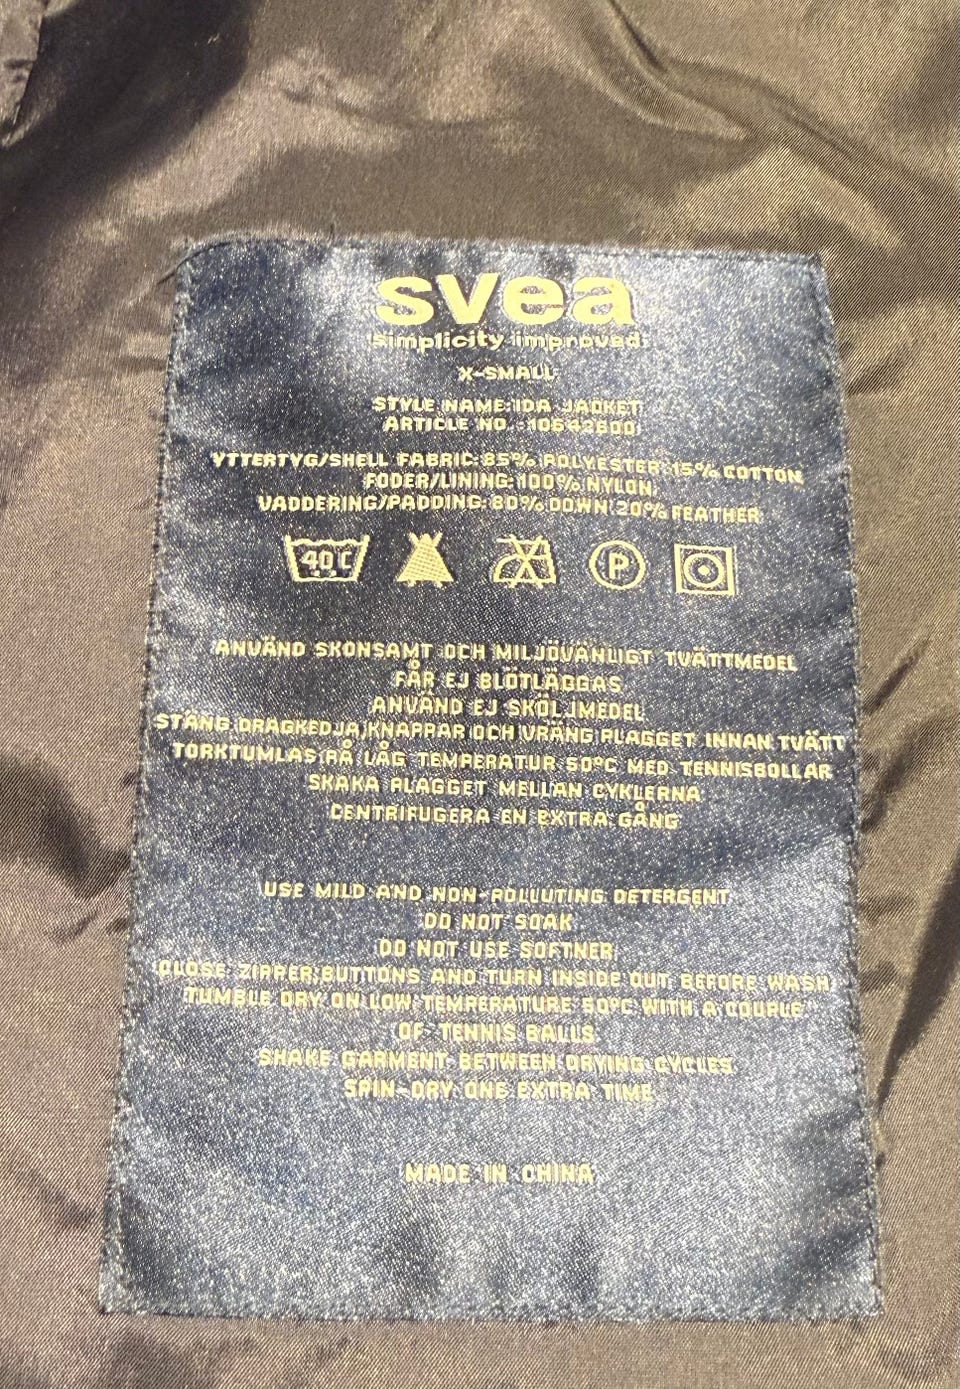 svea
simplicity improved
X-SMALL
STYLE NAME:IDA JACKET
ARTICLE NO.:10642600
YTTERTYG/SHELL FABRIC:85% POLYESTER 15% COTTON
FODER/LINING:100% NYLON
VADDERING/PADDING:80% DOWN 20% FEATHER
40C P
ANVÄND SKONSAMT OCH MILJÖVÄNLIGT TVÄTTMEDEL
FÅR EJ BLÖTLÄGGAS
ANVÄND EJ SKÖLJMEDEL
STÄNG DRAGKEDJA,KNAPPAR OCH VRÄNG PLAGGET INNAN TVÄTT
TORKTUMLAS PÅ LÅG TEMPERATUR 50°C MED TENNISBOLLAR
SKAKA PLAGGET MELLAN CYKLERNA
CENTRIFUGERA EN EXTRA GÅNG
USE MILD AND NON-POLLUTING DETERGENT
DO NOT SOAK
DO NOT USE SOFTNER
CLOSE ZIPPER,BUTTONS AND TURN INSIDE OUT BEFORE WASH
TUMBLE DRY ON LOW TEMPERATURE 50°C WITH A COUPLE
OF TENNIS BALLS
SHAKE GARMENT BETWEEN DRYING CYCLES
SPIN-DRY ONE EXTRA TIME
MADE IN CHINA